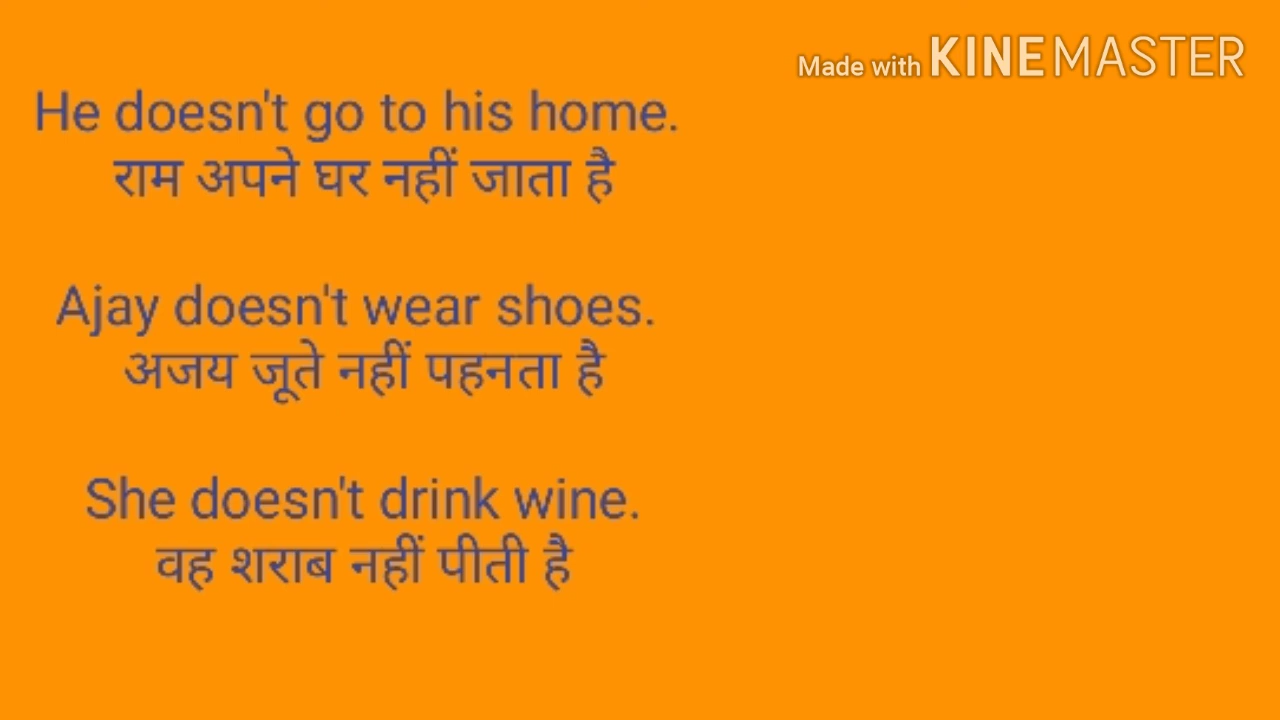 Made with KINEMASTER
He doesn't go to his home.
राम अपने घर नहीं जाता है
Ajay doesn't wear shoes.
अजय जूते नहीं पहनता है
She doesn't drink wine.
वह शराब नहीं पीती है